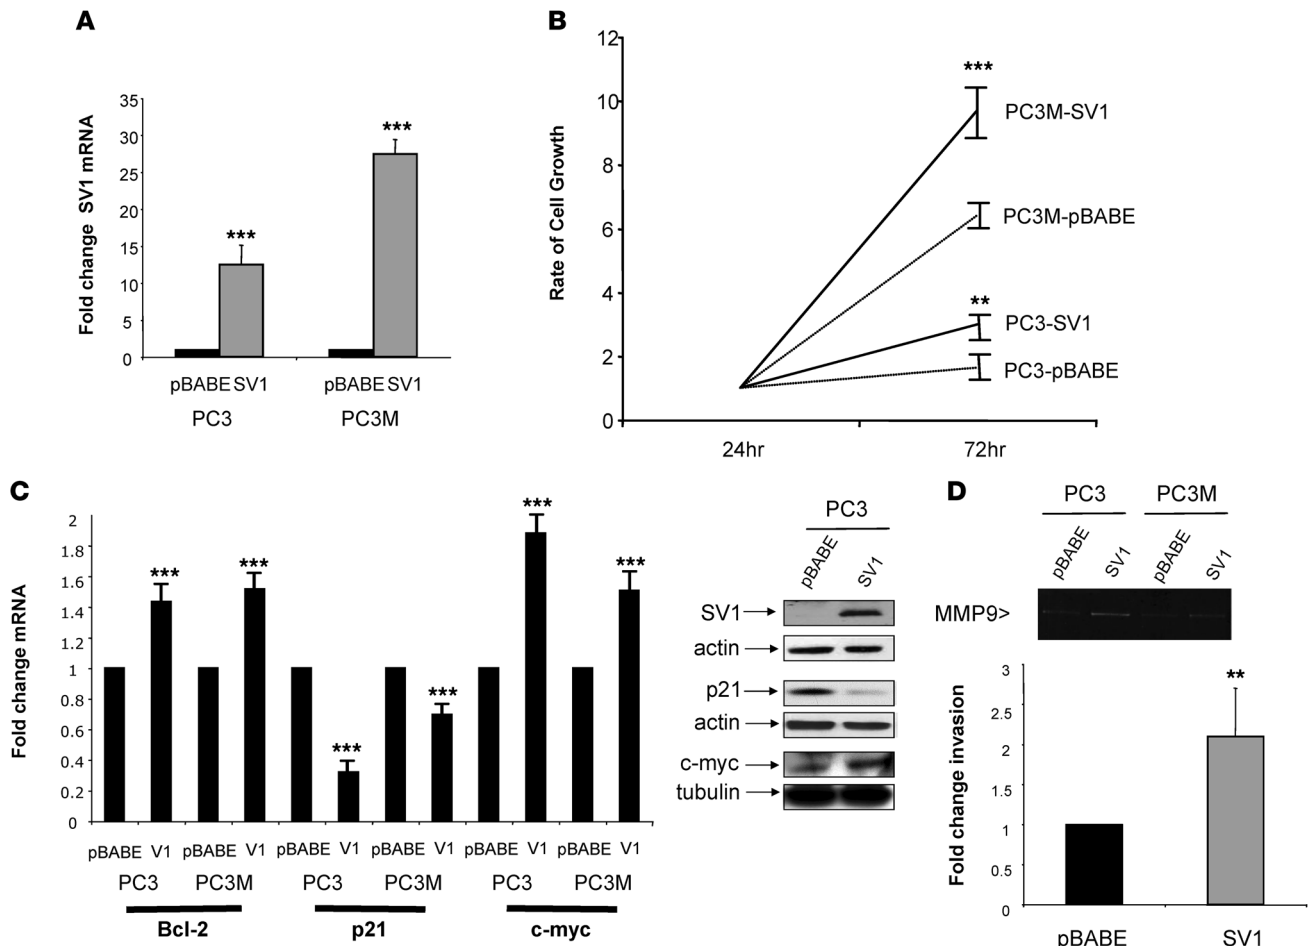 A
Fold change SV1 mRNA
35
30
25
20
15
10
5
0
***
***
pBABE SV1 pBABE SV1
PC3 PC3M
B
Rate of Cell Growth
12
10
8
6
4
2
0
***
PC3M-SV1
PC3M-pBABE
**
PC3-SV1
PC3-pBABE
24hr 72hr
C
Fold change mRNA
2
1.8
1.6
1.4
1.2
1
0.8
0.6
0.4
0.2
0
***
***
***
***
***
***
pBABE V1 pBABE V1 pBABE V1 pBABE V1 pBABE V1 pBABE V1
PC3 PC3M PC3 PC3M PC3 PC3M
Bcl-2 p21 c-myc
PC3
pBABE SV1
SV1
actin
p21
actin
c-myc
tubulin
D
PC3 PC3M
pBABE SV1 pBABE SV1
MMP9>
Fold change invasion
3
2.5
2
1.5
1
0.5
0
**
pBABE SV1